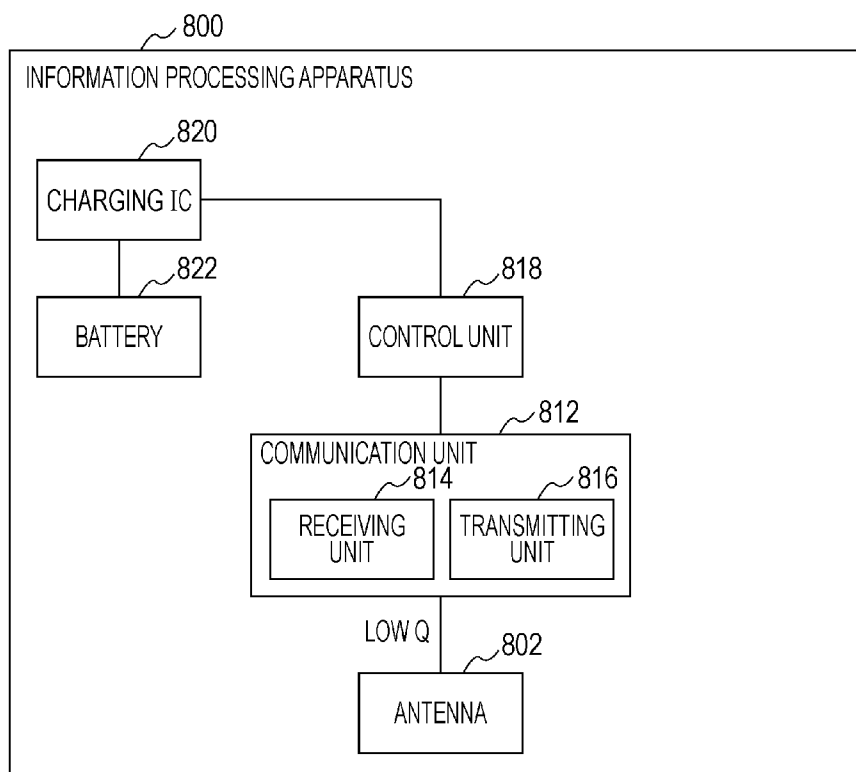 800
INFORMATION PROCESSING APPARATUS
820
CHARGING IC
822
BATTERY
818
CONTROL UNIT
812
COMMUNICATION UNIT
814
RECEIVING
UNIT
816
TRANSMITTING
UNIT
LOW Q
802
ANTENNA